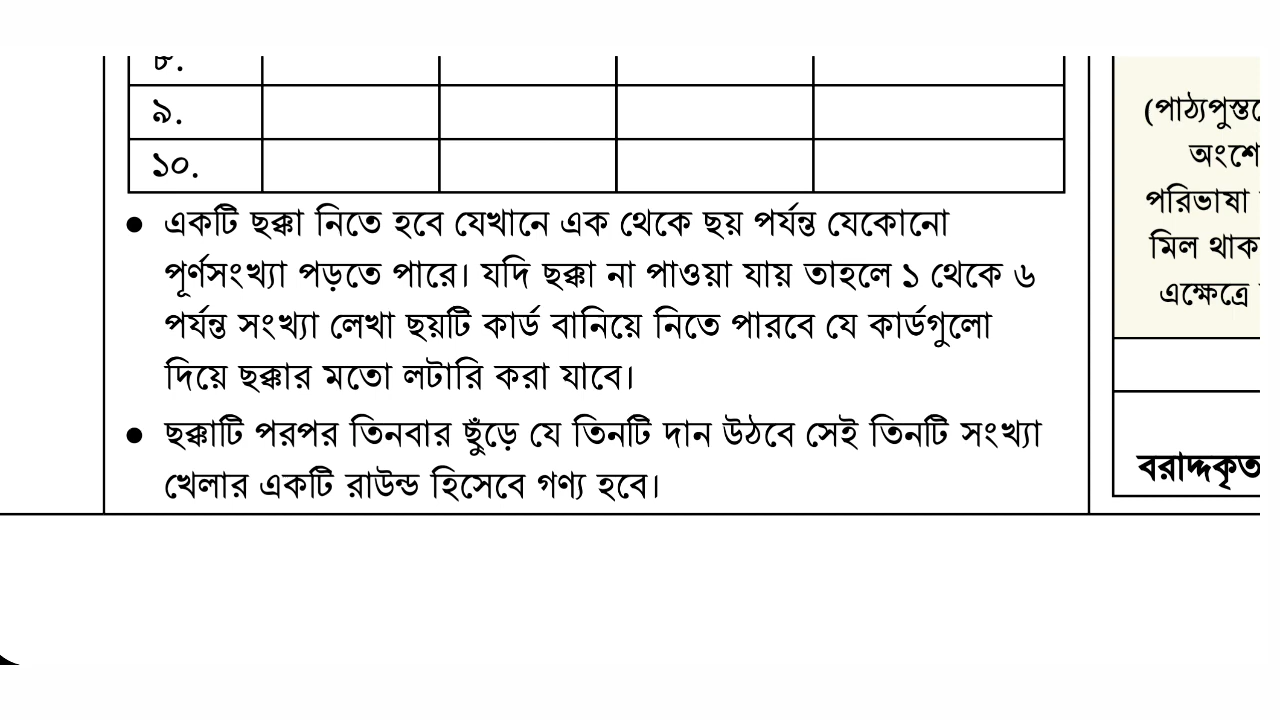 ৮.
৯.
১০.
● একটি ছক্কা নিতে হবে যেখানে এক থেকে ছয় পর্যন্ত যেকোনো
পূর্ণসংখ্যা পড়তে পারে। যদি ছক্কা না পাওয়া যায় তাহলে ১ থেকে ৬
পর্যন্ত সংখ্যা লেখা ছয়টি কার্ড বানিয়ে নিতে পারবে যে কার্ডগুলো
দিয়ে ছক্কার মতো লটারি করা যাবে।
● ছক্কাটি পরপর তিনবার ছুঁড়ে যে তিনটি দান উঠবে সেই তিনটি সংখ্যা
খেলার একটি রাউন্ড হিসেবে গণ্য হবে।
পরিভাষা
মিল থাক
এক্ষেত্রে
বরাদ্দকৃত